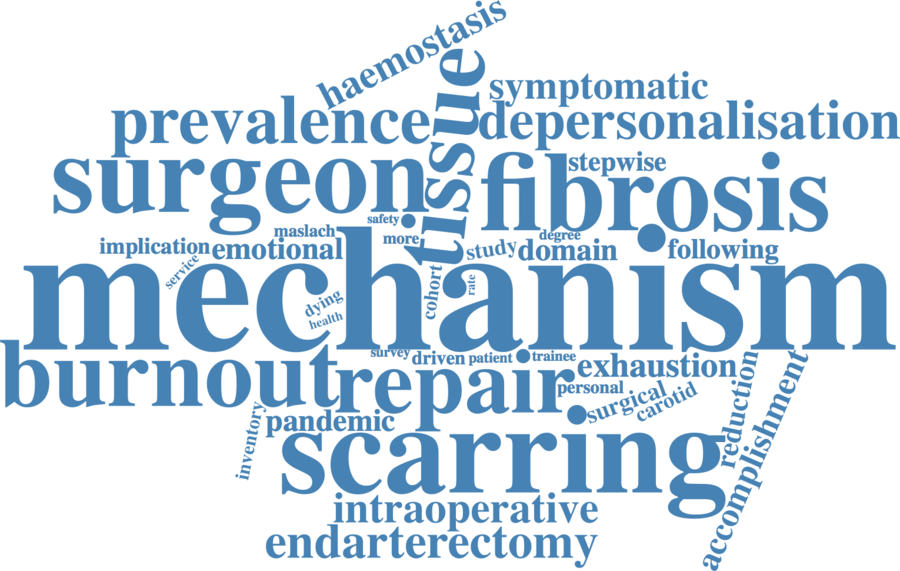 haemostasis
tissue
symptomatic
prevalence
depersonalisation
surgeon
stepwise
fibrosis
safety
maslach
more
implication
emotional
study
degree
domain
following
service
mechanism
cohort
rate
dying
health
burnout
survey
driven
patient
trainee
exhaustion
repair
personal
surgical
carotid
reduction
accomplishment
inventory
pandemic
scarring
intraoperative
endarterectomy